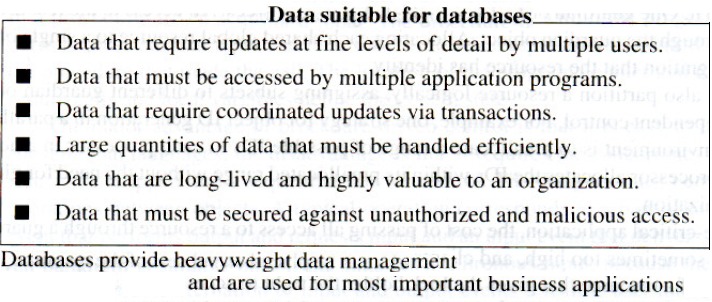 Data suitable for databases
■ Data that require updates at fine levels of detail by multiple users.
■ Data that must be accessed by multiple application programs.
■ Data that require coordinated updates via transactions.
■ Large quantities of data that must be handled efficiently.
■ Data that are long-lived and highly valuable to an organization.
■ Data that must be secured against unauthorized and malicious access.
Databases provide heavyweight data management
and are used for most important business applications